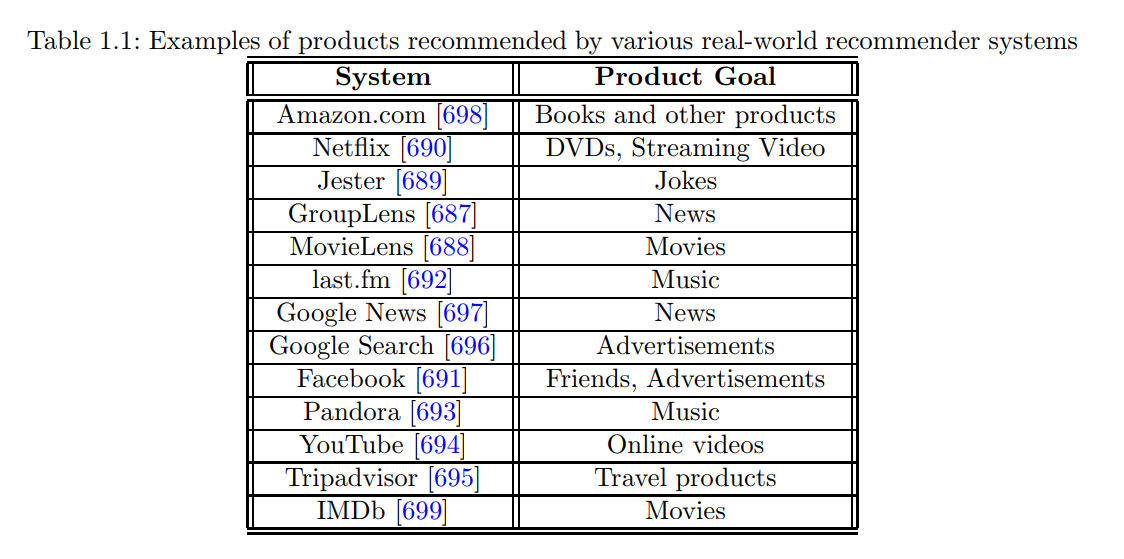 Table 1.1: Examples of products recommended by various real-world recommender systems
System Product Goal
Amazon.com [698] Books and other products
Netflix [690] DVDs, Streaming Video
Jester [689] Jokes
GroupLens [687] News
MovieLens [688] Movies
last.fm [692] Music
Google News [697] News
Google Search [696] Advertisements
Facebook [691] Friends, Advertisements
Pandora [693] Music
YouTube [694] Online videos
Tripadvisor [695] Travel products
IMDb [699] Movies